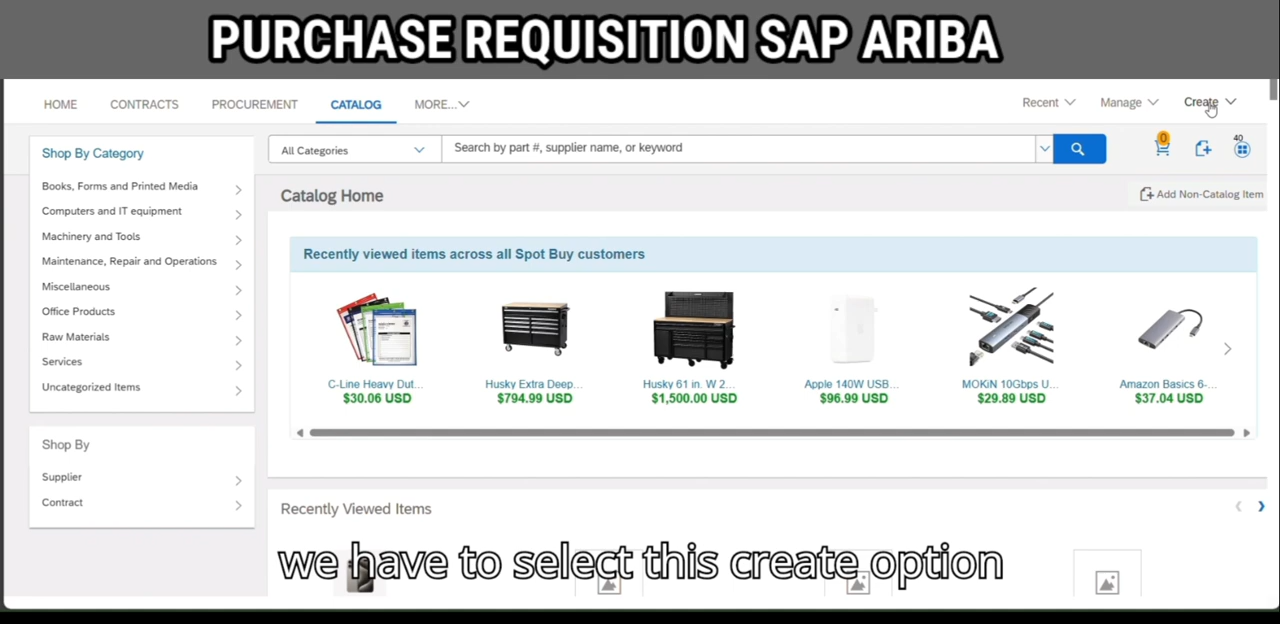 PURCHASE REQUISITION SAP ARIBA
HOME CONTRACTS PROCUREMENT CATALOG MORE... Recent Manage Create
Shop By Category
Books, Forms and Printed Media
Computers and IT equipment
Machinery and Tools
Maintenance, Repair and Operations
Miscellaneous
Office Products
Raw Materials
Services
Uncategorized Items
Shop By
Supplier
Contract
All Categories Search by part #, supplier name, or keyword 0 40
Catalog Home Add Non-Catalog Item
Recently viewed items across all Spot Buy customers
C-Line Heavy Dut... Husky Extra Deep... Husky 61 in. W 2... Apple 140W USB... MOKiN 10Gbps U... Amazon Basics 6-...
$30.06 USD $794.99 USD $1,500.00 USD $96.99 USD $29.89 USD $37.04 USD
Recently Viewed Items
we have to select this create option